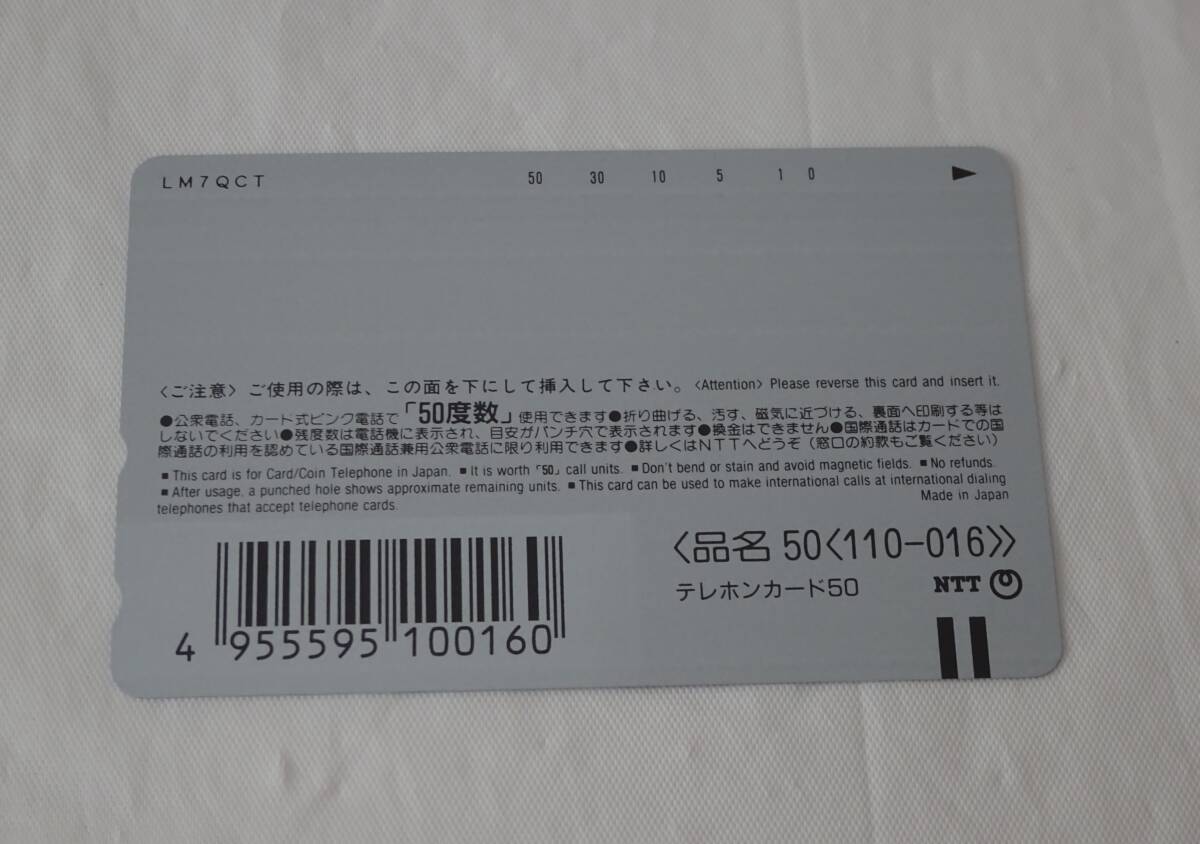 LM7QCT 50 30 10 5 1 0
〈ご注意〉ご使用の際は、この面を下にして挿入して下さい。〈Attention〉Please reverse this card and insert it.
●公衆電話、カード式ピンク電話で「50度数」使用できます●折り曲げる、汚す、磁気に近づける、裏面へ印刷する等は
しないでください●残度数は電話機に表示され、目安がパンチ穴で表示されます●換金はできません●国際通話はカードでの国
際通話の利用を認めている国際通話兼用公衆電話に限り利用できます●詳しくはNTTへどうぞ（窓口の約款もご覧ください）
■This card is for Card/Coin Telephone in Japan. ■It is worth「50」call units. ■Don't bend or stain and avoid magnetic fields. ■No refunds.
■After usage, a punched hole shows approximate remaining units. ■This card can be used to make international calls at international dialing
telephones that accept telephone cards.
Made in Japan
〈品名 50〈110-016〉〉
テレホンカード50
NTT
4 955595 100160